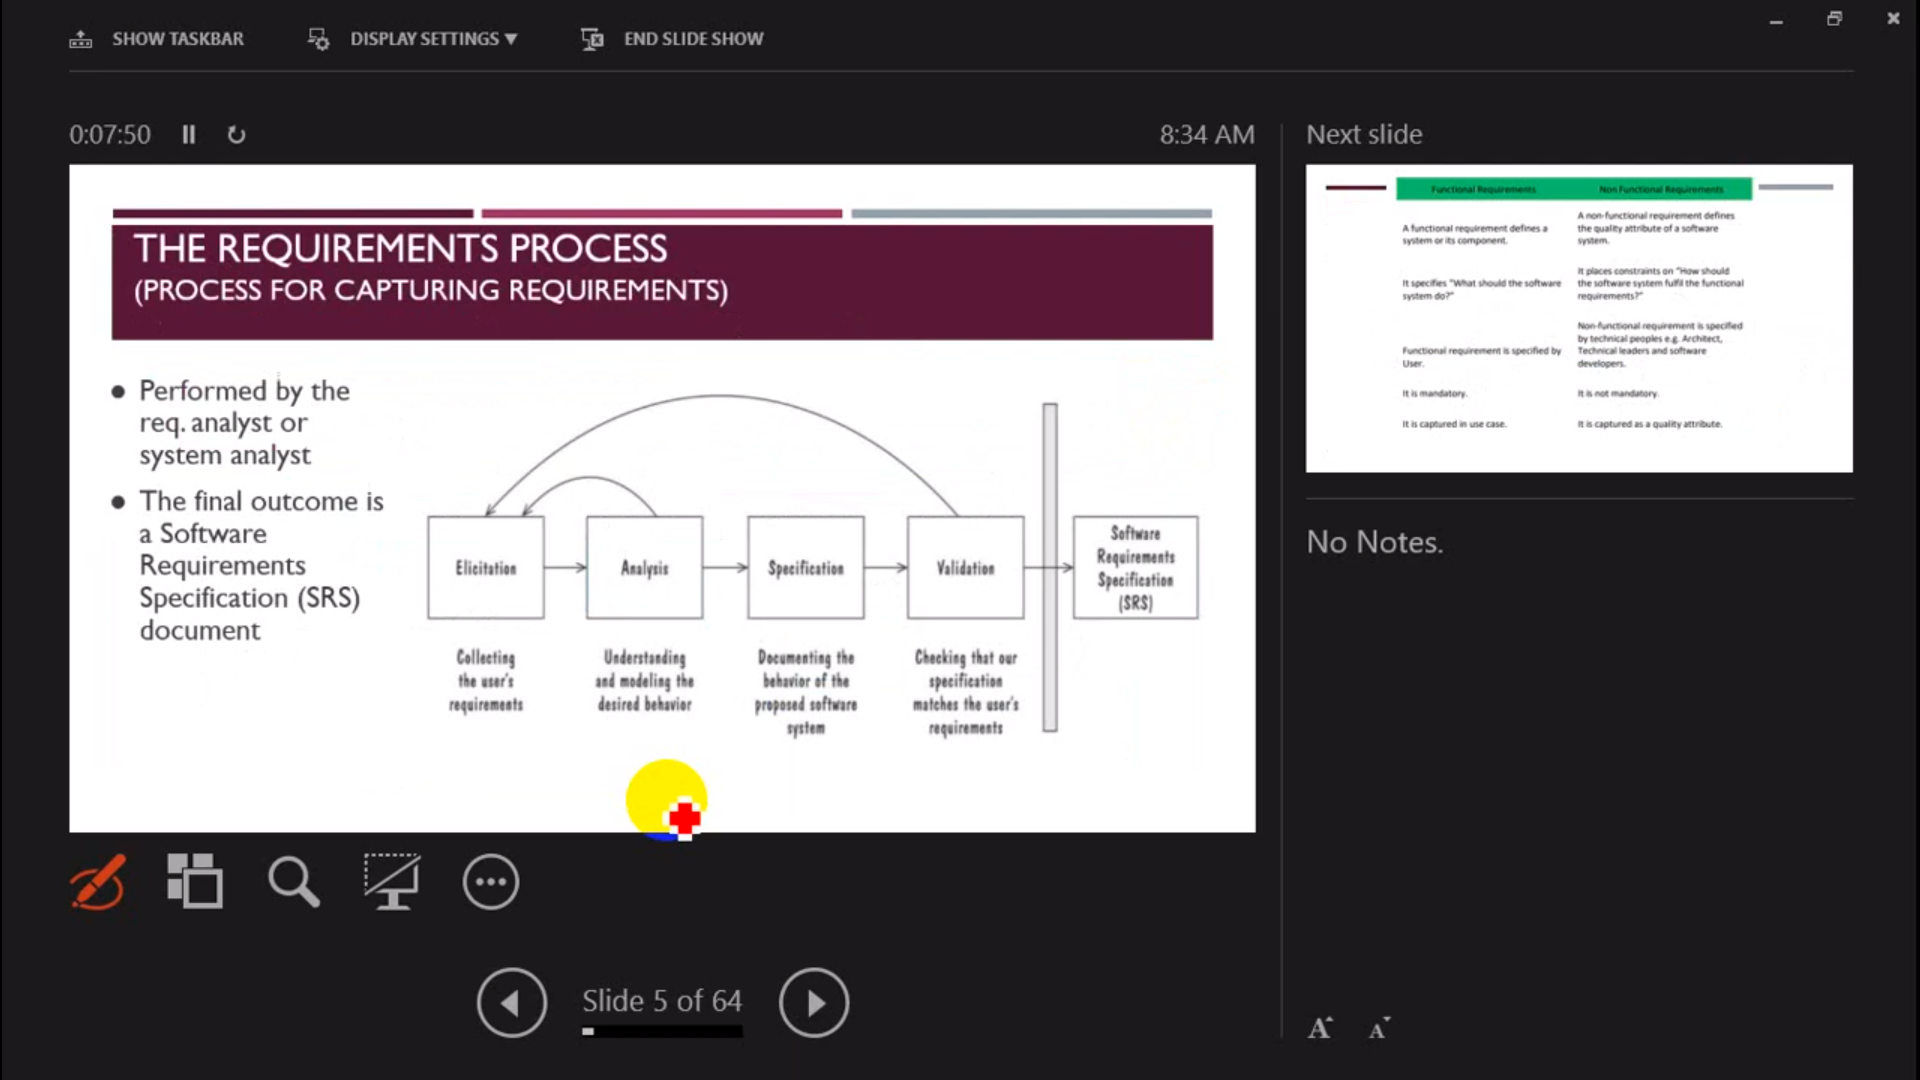 SHOW TASKBAR
DISPLAY SETTINGS ▼
END SLIDE SHOW
0:07:50
8:34 AM
Next slide
THE REQUIREMENTS PROCESS
(PROCESS FOR CAPTURING REQUIREMENTS)
● Performed by the
req. analyst or
system analyst
● The final outcome is
a Software
Requirements
Specification (SRS)
document
Elicitation
Analysis
Specification
Validation
Software
Requirements
Specification
(SRS)
Collecting
the user's
requirements
Understanding
and modeling the
desired behavior
Documenting the
behavior of the
proposed software
system
Checking that our
specification
matches the user's
requirements
Functional Requirements
Non Functional Requirements
A functional requirement defines a
system or its component.
A non-functional requirement defines
the quality attribute of a software
system.
It specifies "What should the software
system do?"
It places constraints on "How should
the software system fulfil the functional
requirements?"
Functional requirement is specified by
User.
Non-functional requirement is specified
by technical peoples e.g. Architect,
Technical leaders and software
developers.
It is mandatory.
It is not mandatory.
It is captured in use case.
It is captured as a quality attribute.
No Notes.
Slide 5 of 64
A
A